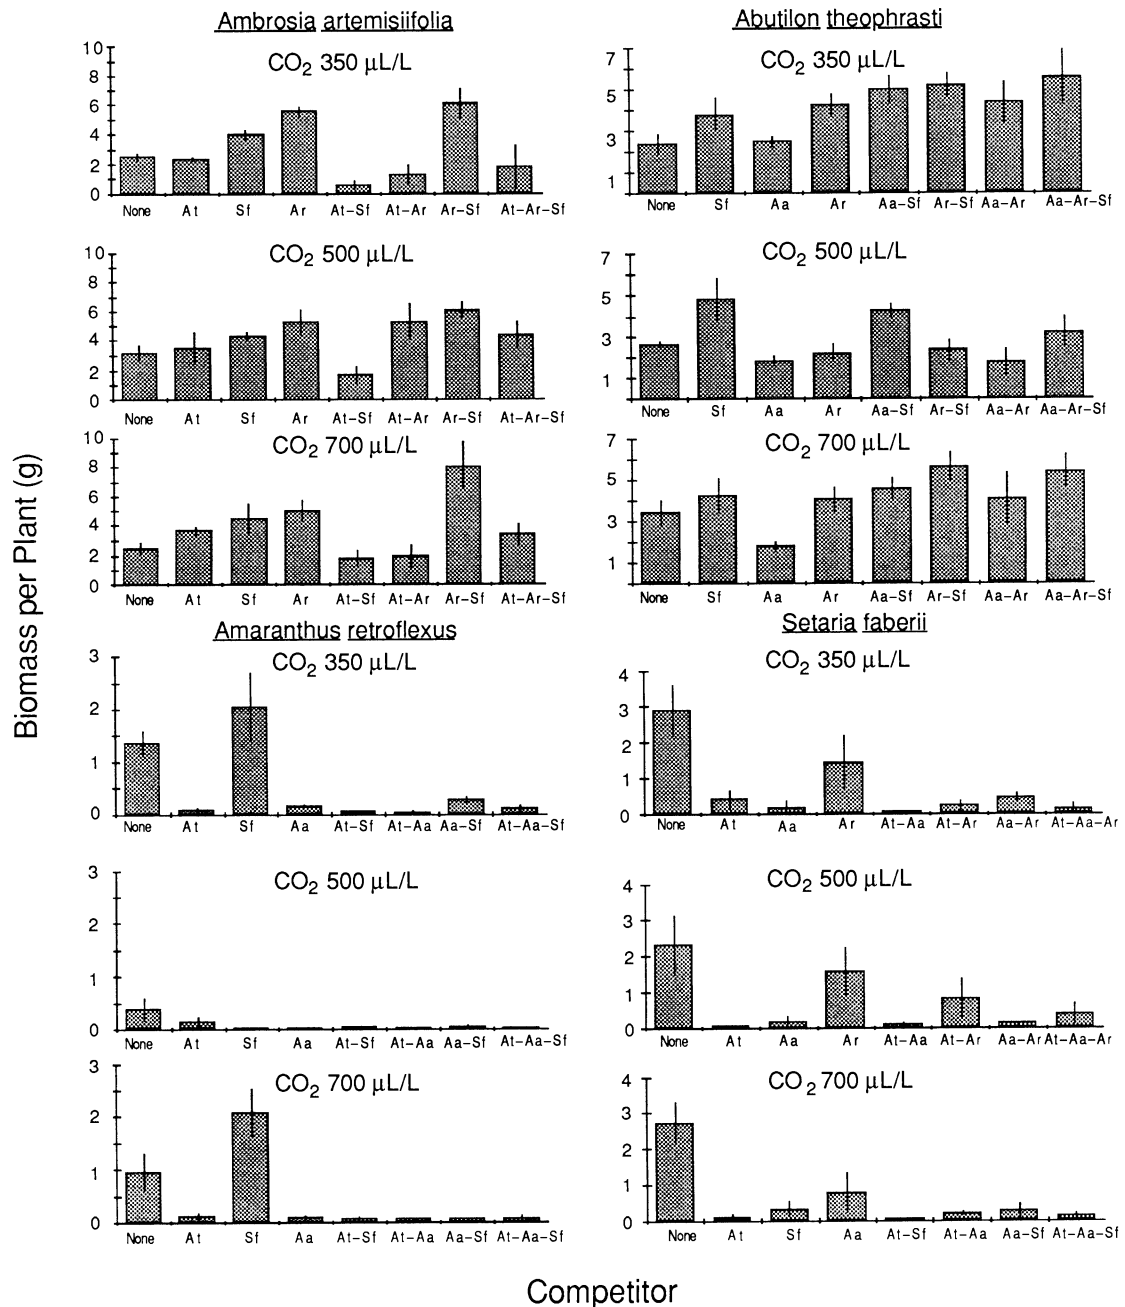 Ambrosia artemisiifolia
CO2 350 µL/L
10
8
6
4
2
0
None At Sf Ar At-Sf At-Ar Ar-Sf At-Ar-Sf
CO2 500 µL/L
10
8
6
4
2
0
None At Sf Ar At-Sf At-Ar Ar-Sf At-Ar-Sf
CO2 700 µL/L
10
8
6
4
2
0
None At Sf Ar At-Sf At-Ar Ar-Sf At-Ar-Sf
Abutilon theophrasti
CO2 350 µL/L
7
5
3
1
None Sf Aa Ar Aa-Sf Ar-Sf Aa-Ar Aa-Ar-Sf
CO2 500 µL/L
7
5
3
1
None Sf Aa Ar Aa-Sf Ar-Sf Aa-Ar Aa-Ar-Sf
CO2 700 µL/L
7
5
3
1
None Sf Aa Ar Aa-Sf Ar-Sf Aa-Ar Aa-Ar-Sf
Biomass per Plant (g)
Amaranthus retroflexus
CO2 350 µL/L
3
2
1
0
None At Sf Aa At-Sf At-Aa Aa-Sf At-Aa-Sf
CO2 500 µL/L
3
2
1
0
None At Sf Aa At-Sf At-Aa Aa-Sf At-Aa-Sf
CO2 700 µL/L
3
2
1
0
None At Sf Aa At-Sf At-Aa Aa-Sf At-Aa-Sf
Setaria faberii
CO2 350 µL/L
4
3
2
1
0
None At Aa Ar At-Aa At-Ar Aa-Ar At-Aa-Ar
CO2 500 µL/L
4
3
2
1
0
None At Aa Ar At-Aa At-Ar Aa-Ar At-Aa-Ar
CO2 700 µL/L
4
3
2
1
0
None At Sf Aa At-Sf At-Aa Aa-Sf At-Aa-Sf
Competitor